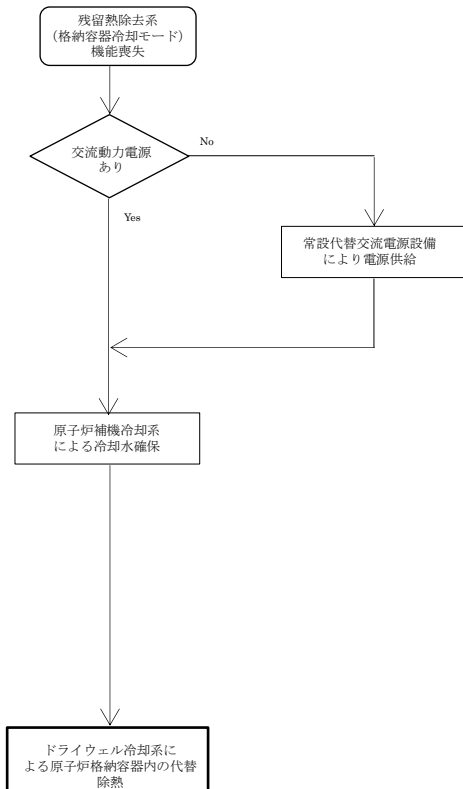 残留熱除去系
（格納容器冷却モード）
機能喪失
交流動力電源
あり
No
Yes
常設代替交流電源設備
により電源供給
原子炉補機冷却系
による冷却水確保
ドライウェル冷却系に
よる原子炉格納容器内の代替
除熱